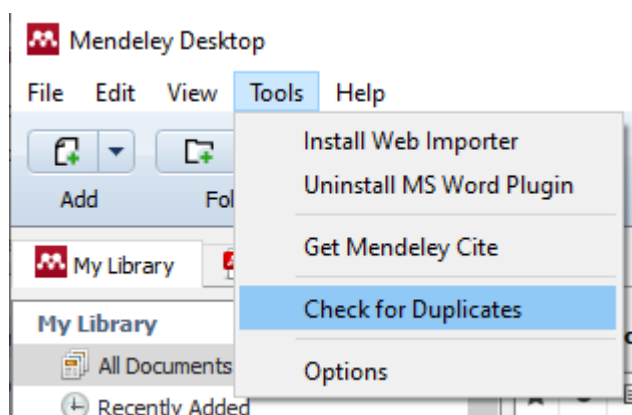 Mendeley Desktop
File Edit View Tools Help
Install Web Importer
Uninstall MS Word Plugin
Add
Get Mendeley Cite
My Library
Check for Duplicates
My Library
All Documents
Options
Recently Added